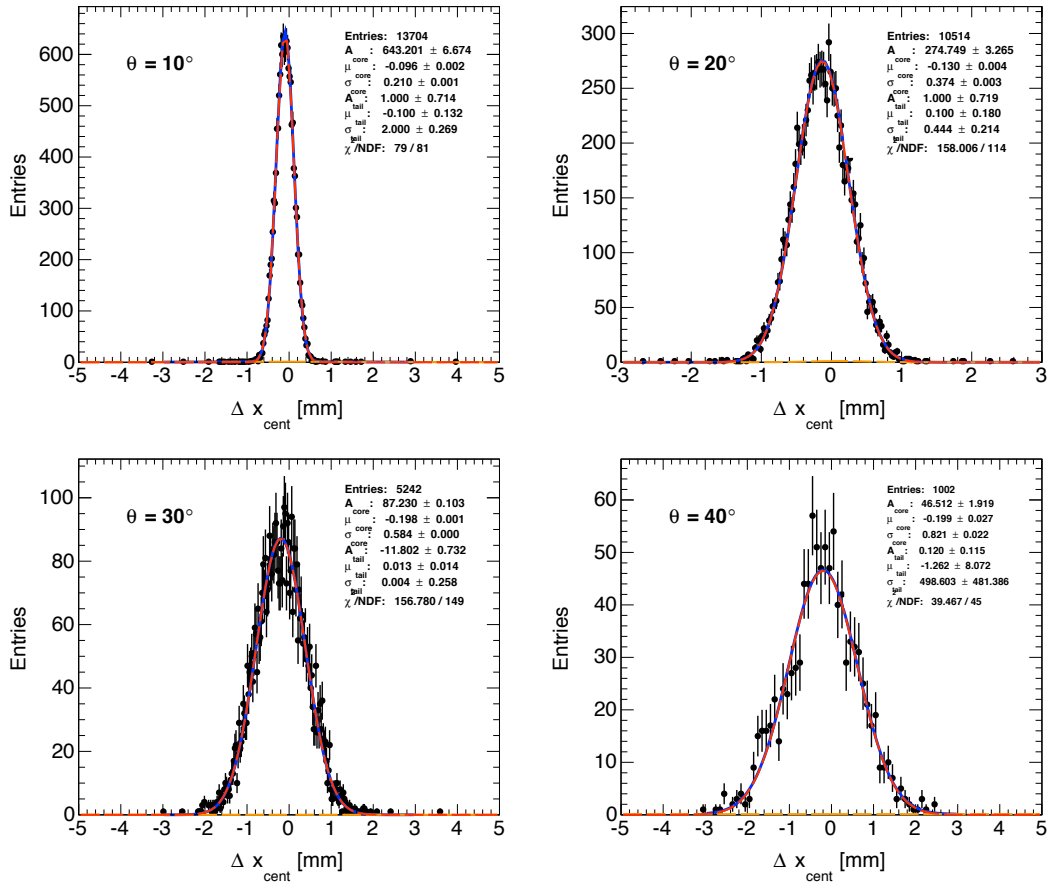 θ = 10°
Entries: 13704
A core : 643.201 ± 6.674
μ core : -0.096 ± 0.002
σ core : 0.210 ± 0.001
A tail : 1.000 ± 0.714
μ tail : -0.100 ± 0.132
σ tail : 2.000 ± 0.269
χ2/NDF: 79 / 81
Entries
600
500
400
300
200
100
0
-5 -4 -3 -2 -1 0 1 2 3 4 5
Δ x cent [mm]
θ = 20°
Entries: 10514
A core : 274.749 ± 3.265
μ core : -0.130 ± 0.004
σ core : 0.374 ± 0.003
A tail : 1.000 ± 0.719
μ tail : 0.100 ± 0.180
σ tail : 0.444 ± 0.214
χ2/NDF: 158.006 / 114
Entries
300
250
200
150
100
50
0
-3 -2 -1 0 1 2 3
Δ x cent [mm]
θ = 30°
Entries: 5242
A core : 87.230 ± 0.103
μ core : -0.198 ± 0.001
σ core : 0.584 ± 0.000
A tail : -11.802 ± 0.732
μ tail : 0.013 ± 0.014
σ tail : 0.004 ± 0.258
χ2/NDF: 156.780 / 149
Entries
100
80
60
40
20
0
-5 -4 -3 -2 -1 0 1 2 3 4 5
Δ x cent [mm]
θ = 40°
Entries: 1002
A core : 46.512 ± 1.919
μ core : -0.199 ± 0.027
σ core : 0.821 ± 0.022
A tail : 0.120 ± 0.115
μ tail : -1.262 ± 8.072
σ tail : 498.603 ± 481.386
χ2/NDF: 39.467 / 45
Entries
60
50
40
30
20
10
0
-5 -4 -3 -2 -1 0 1 2 3 4 5
Δ x cent [mm]